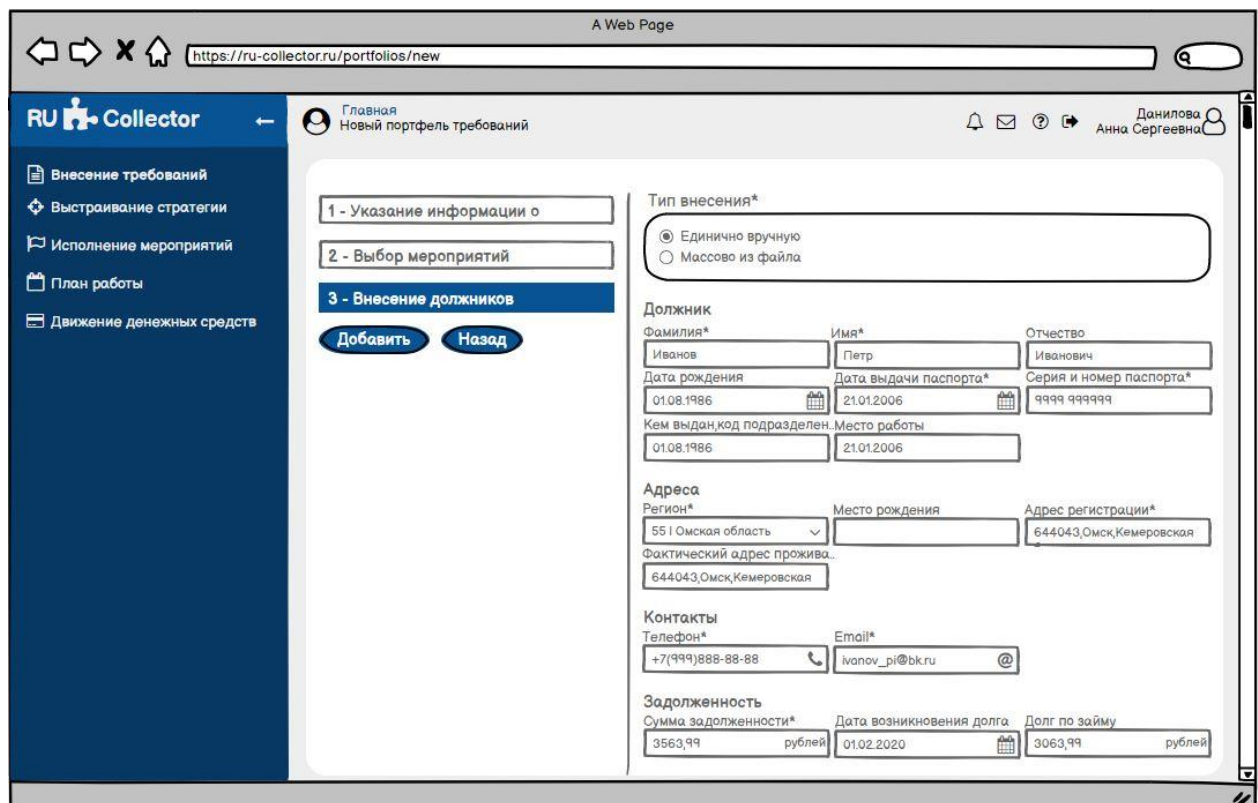 A Web Page
https://ru-collector.ru/portfolios/new
RU Collector
Главная
Новый портфель требований
Данилова
Анна Сергеевна
Внесение требований
Выстраивание стратегии
Исполнение мероприятий
План работы
Движение денежных средств
1 - Указание информации о
2 - Выбор мероприятий
3 - Внесение должников
Добавить Назад
Тип внесения*
Единично вручную
Массово из файла
Должник
Фамилия* Имя* Отчество
Иванов Петр Иванович
Дата рождения Дата выдачи паспорта* Серия и номер паспорта*
01.08.1986 21.01.2006 9999 999999
Кем выдан,код подразделен.. Место работы
01.08.1986 21.01.2006
Адреса
Регион* Место рождения Адрес регистрации*
55 | Омская область 644043,Омск,Кемеровская
Фактический адрес прожива..
644043,Омск,Кемеровская
Контакты
Телефон* Email*
+7(999)888-88-88 ivanov_pi@bk.ru @
Задолженность
Сумма задолженности* Дата возникновения долга Долг по займу
3563,99 рублей 01.02.2020 3063,99 рублей